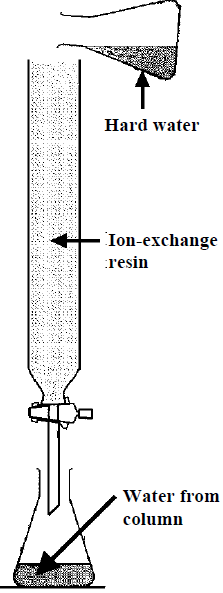 Hard water
Ion-exchange
resin
Water from
column